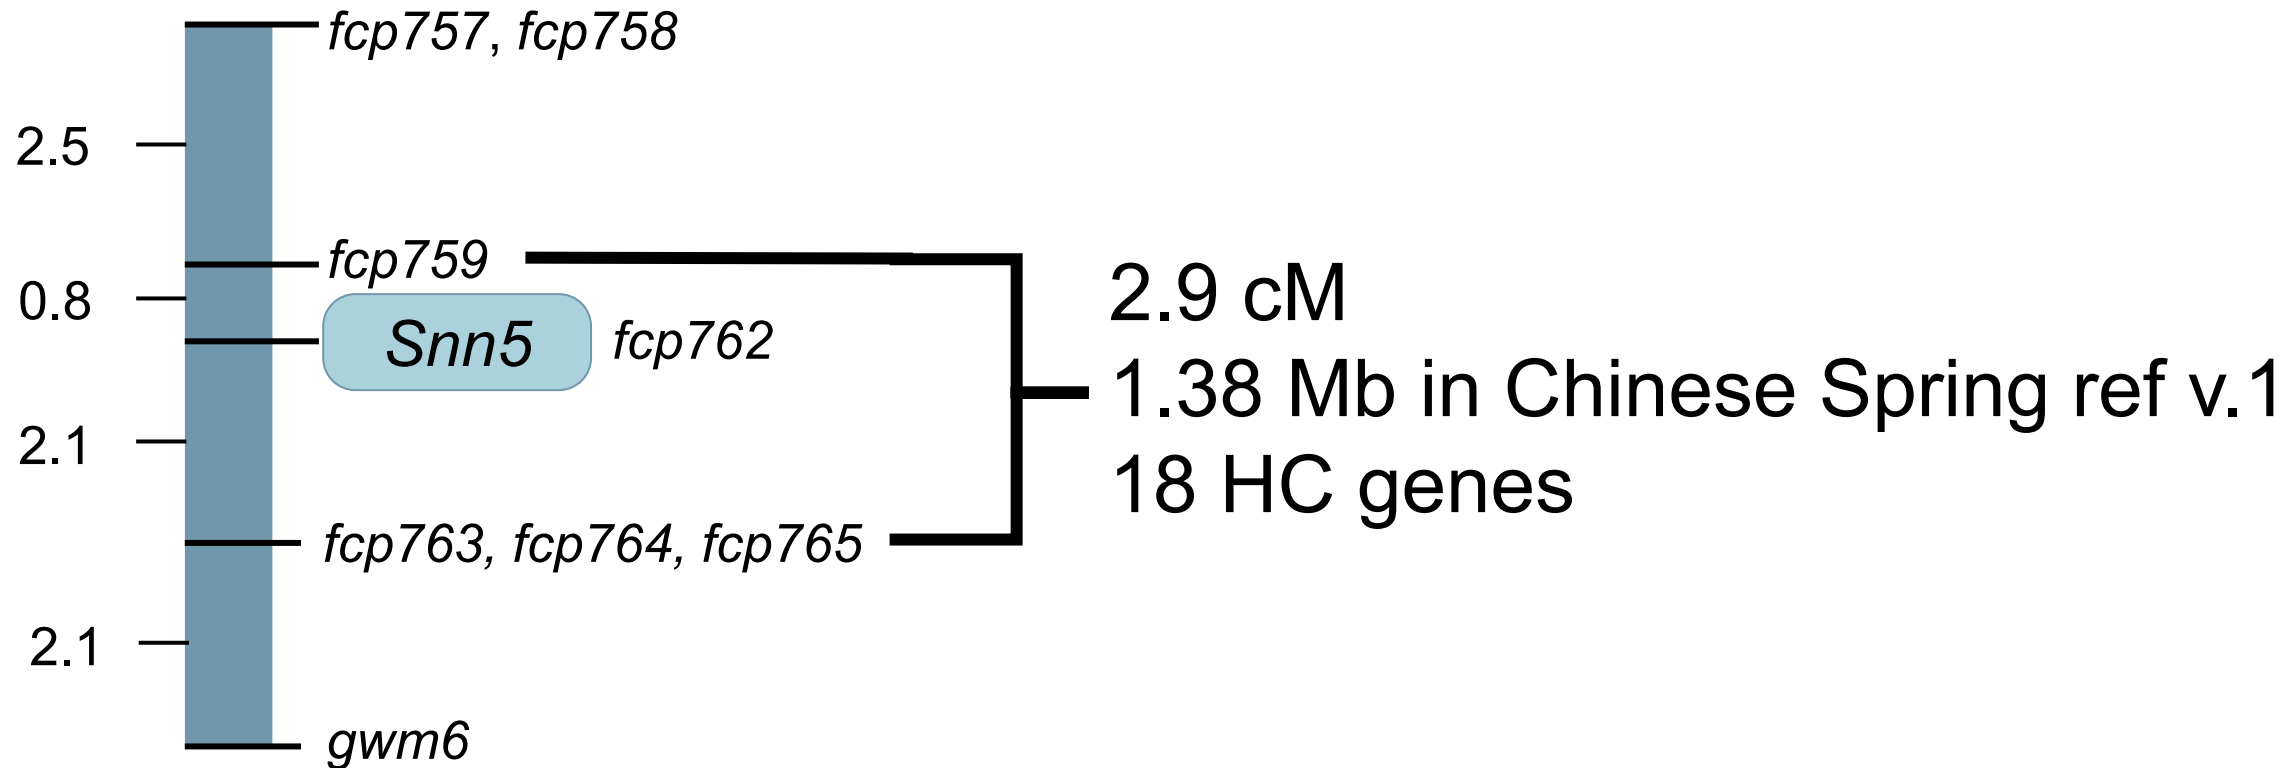 fcp757, fcp758
2.5
fcp759
0.8
Snn5 fcp762
2.9 cM
1.38 Mb in Chinese Spring ref v.1
18 HC genes
2.1
fcp763, fcp764, fcp765
2.1
gwm6